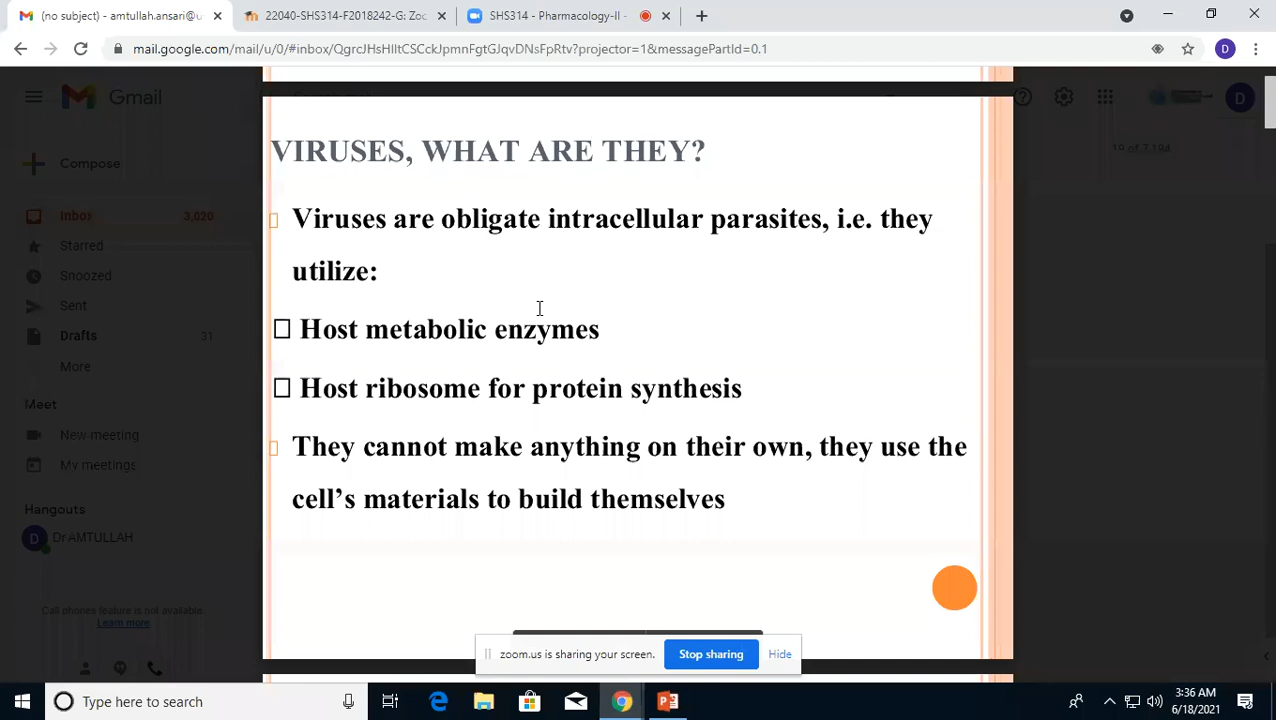 (no subject) - amtullah.ansari@
22040-SHS314-F2018242-G: Zoo
SHS314 - Pharmacology-II -
mail.google.com/mail/u/0/#inbox/QgrcJHsHIltCSCckJpmnFgtGJqvDNsFpRtv?projector=1&messagePartId=0.1
D
Gmail
D
Compose
19 of 7,194
Inbox 3,020
Starred
Snoozed
Sent
Drafts 31
More
Meet
New meeting
My meetings
Hangouts
D Dr AMTULLAH
Call phones feature is not available.
Learn more
VIRUSES, WHAT ARE THEY?
Viruses are obligate intracellular parasites, i.e. they
utilize:
Host metabolic enzymes
Host ribosome for protein synthesis
They cannot make anything on their own, they use the
cell's materials to build themselves
zoom.us is sharing your screen. Stop sharing Hide
Type here to search
3:36 AM
6/18/2021